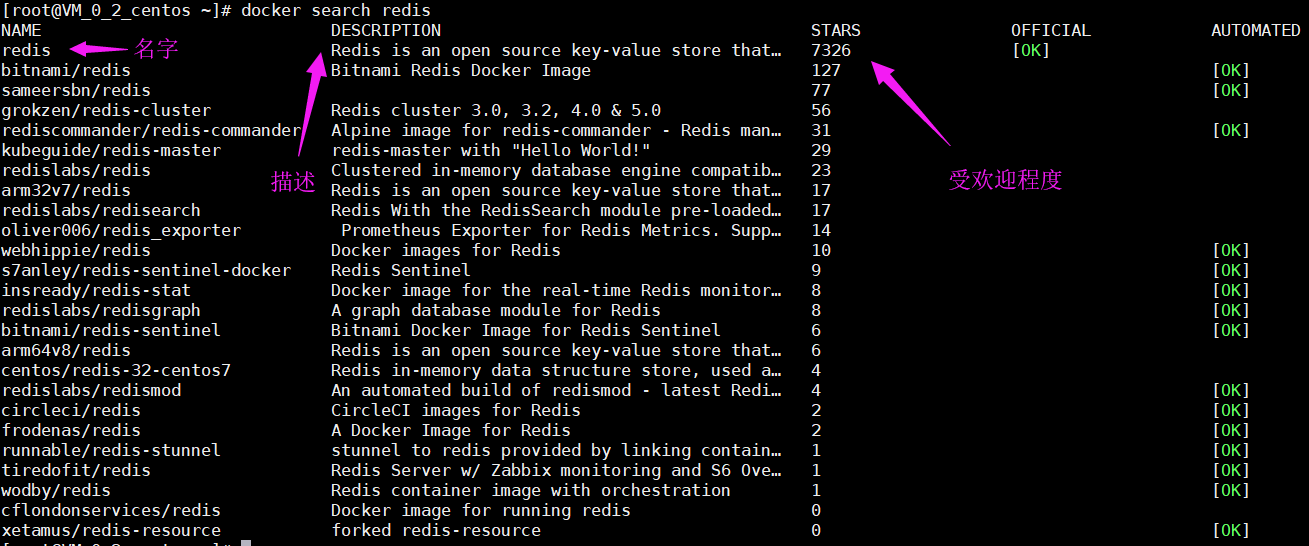 [root@VM_0_2_centos ~]# docker search redis
NAME DESCRIPTION STARS OFFICIAL AUTOMATED
redis 名字 Redis is an open source key-value store that… 7326 [OK]
bitnami/redis Bitnami Redis Docker Image 127 [OK]
sameersbn/redis 77 [OK]
grokzen/redis-cluster Redis cluster 3.0, 3.2, 4.0 & 5.0 56
rediscommander/redis-commander Alpine image for redis-commander - Redis man… 31 [OK]
kubeguide/redis-master redis-master with "Hello World!" 29
redislabs/redis Clustered in-memory database engine compatib… 23
描述 受欢迎程度
arm32v7/redis Redis is an open source key-value store that… 17
redislabs/redisearch Redis With the RedisSearch module pre-loaded… 17
oliver006/redis_exporter Prometheus Exporter for Redis Metrics. Supp… 14
webhippie/redis Docker images for Redis 10 [OK]
s7anley/redis-sentinel-docker Redis Sentinel 9 [OK]
insready/redis-stat Docker image for the real-time Redis monitor… 8 [OK]
redislabs/redisgraph A graph database module for Redis 8 [OK]
bitnami/redis-sentinel Bitnami Docker Image for Redis Sentinel 6 [OK]
arm64v8/redis Redis is an open source key-value store that… 6
centos/redis-32-centos7 Redis in-memory data structure store, used a… 4
redislabs/redismod An automated build of redismod - latest Redi… 4 [OK]
circleci/redis CircleCI images for Redis 2 [OK]
frodenas/redis A Docker Image for Redis 2 [OK]
runnable/redis-stunnel stunnel to redis provided by linking contain… 1 [OK]
tiredofit/redis Redis Server w/ Zabbix monitoring and S6 Ove… 1 [OK]
wodby/redis Redis container image with orchestration 1 [OK]
cflondonservices/redis Docker image for running redis 0
xetamus/redis-resource forked redis-resource 0 [OK]